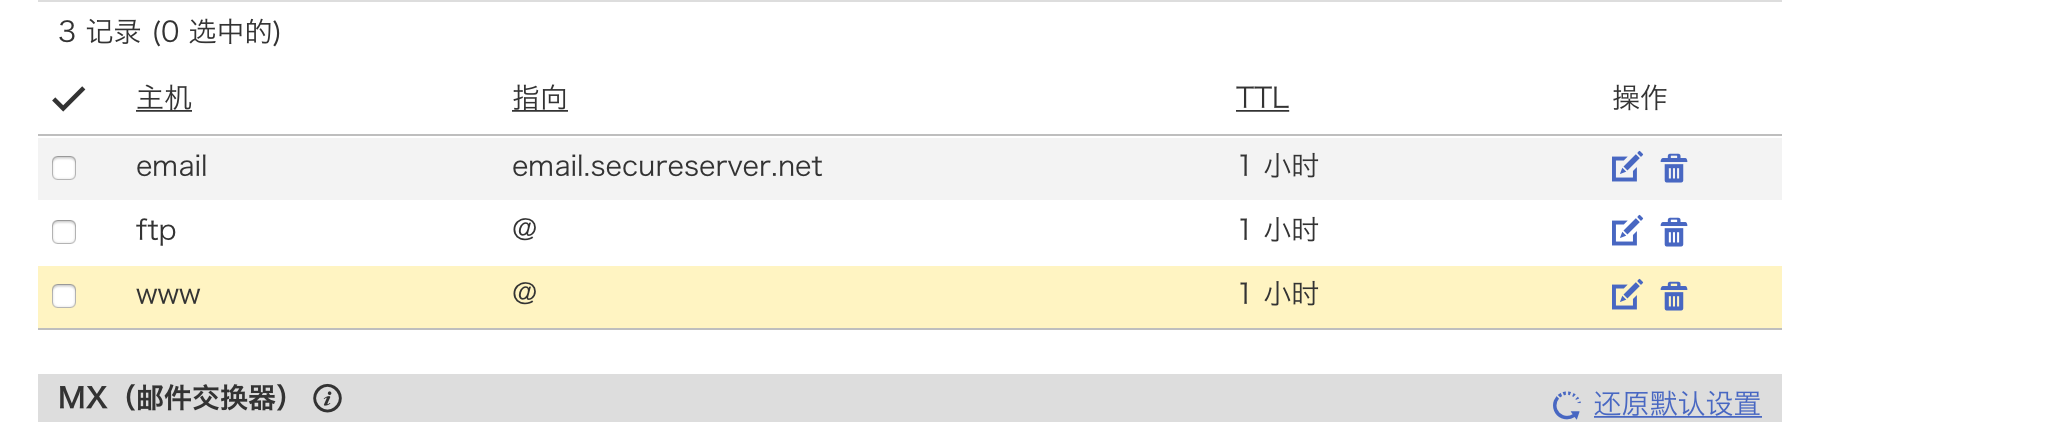 3 记录 (0 选中的)
主机 指向 TTL 操作
email email.secureserver.net 1 小时
ftp @ 1 小时
www @ 1 小时
MX（邮件交换器） 还原默认设置